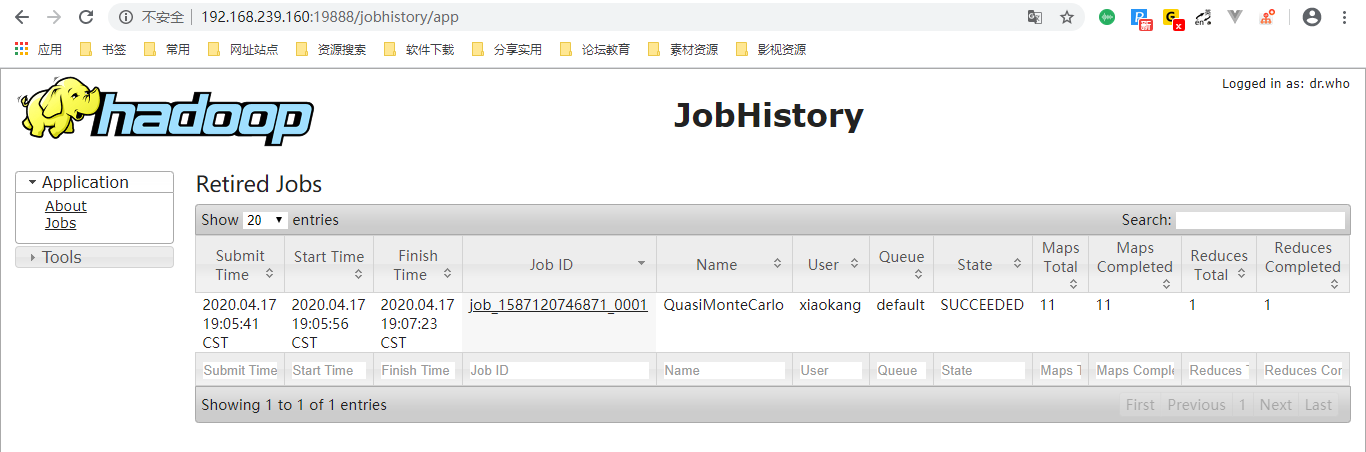 不安全 | 192.168.239.160:19888/jobhistory/app
应用 书签 常用 网址站点 资源搜索 软件下载 分享实用 论坛教育 素材资源 影视资源
Logged in as: dr.who
hadoop
JobHistory
Application
About
Jobs
Tools
Retired Jobs
Show 20 entries Search:
Submit Time Start Time Finish Time Job ID Name User Queue State Maps Total Maps Completed Reduces Total Reduces Completed
2020.04.17 19:05:41 CST 2020.04.17 19:05:56 CST 2020.04.17 19:07:23 CST job_1587120746871_0001 QuasiMonteCarlo xiaokang default SUCCEEDED 11 11 1 1
Submit Time Start Time Finish Time Job ID Name User Queue State Maps T Maps Comple Reduces T Reduces Cor
Showing 1 to 1 of 1 entries First Previous 1 Next Last